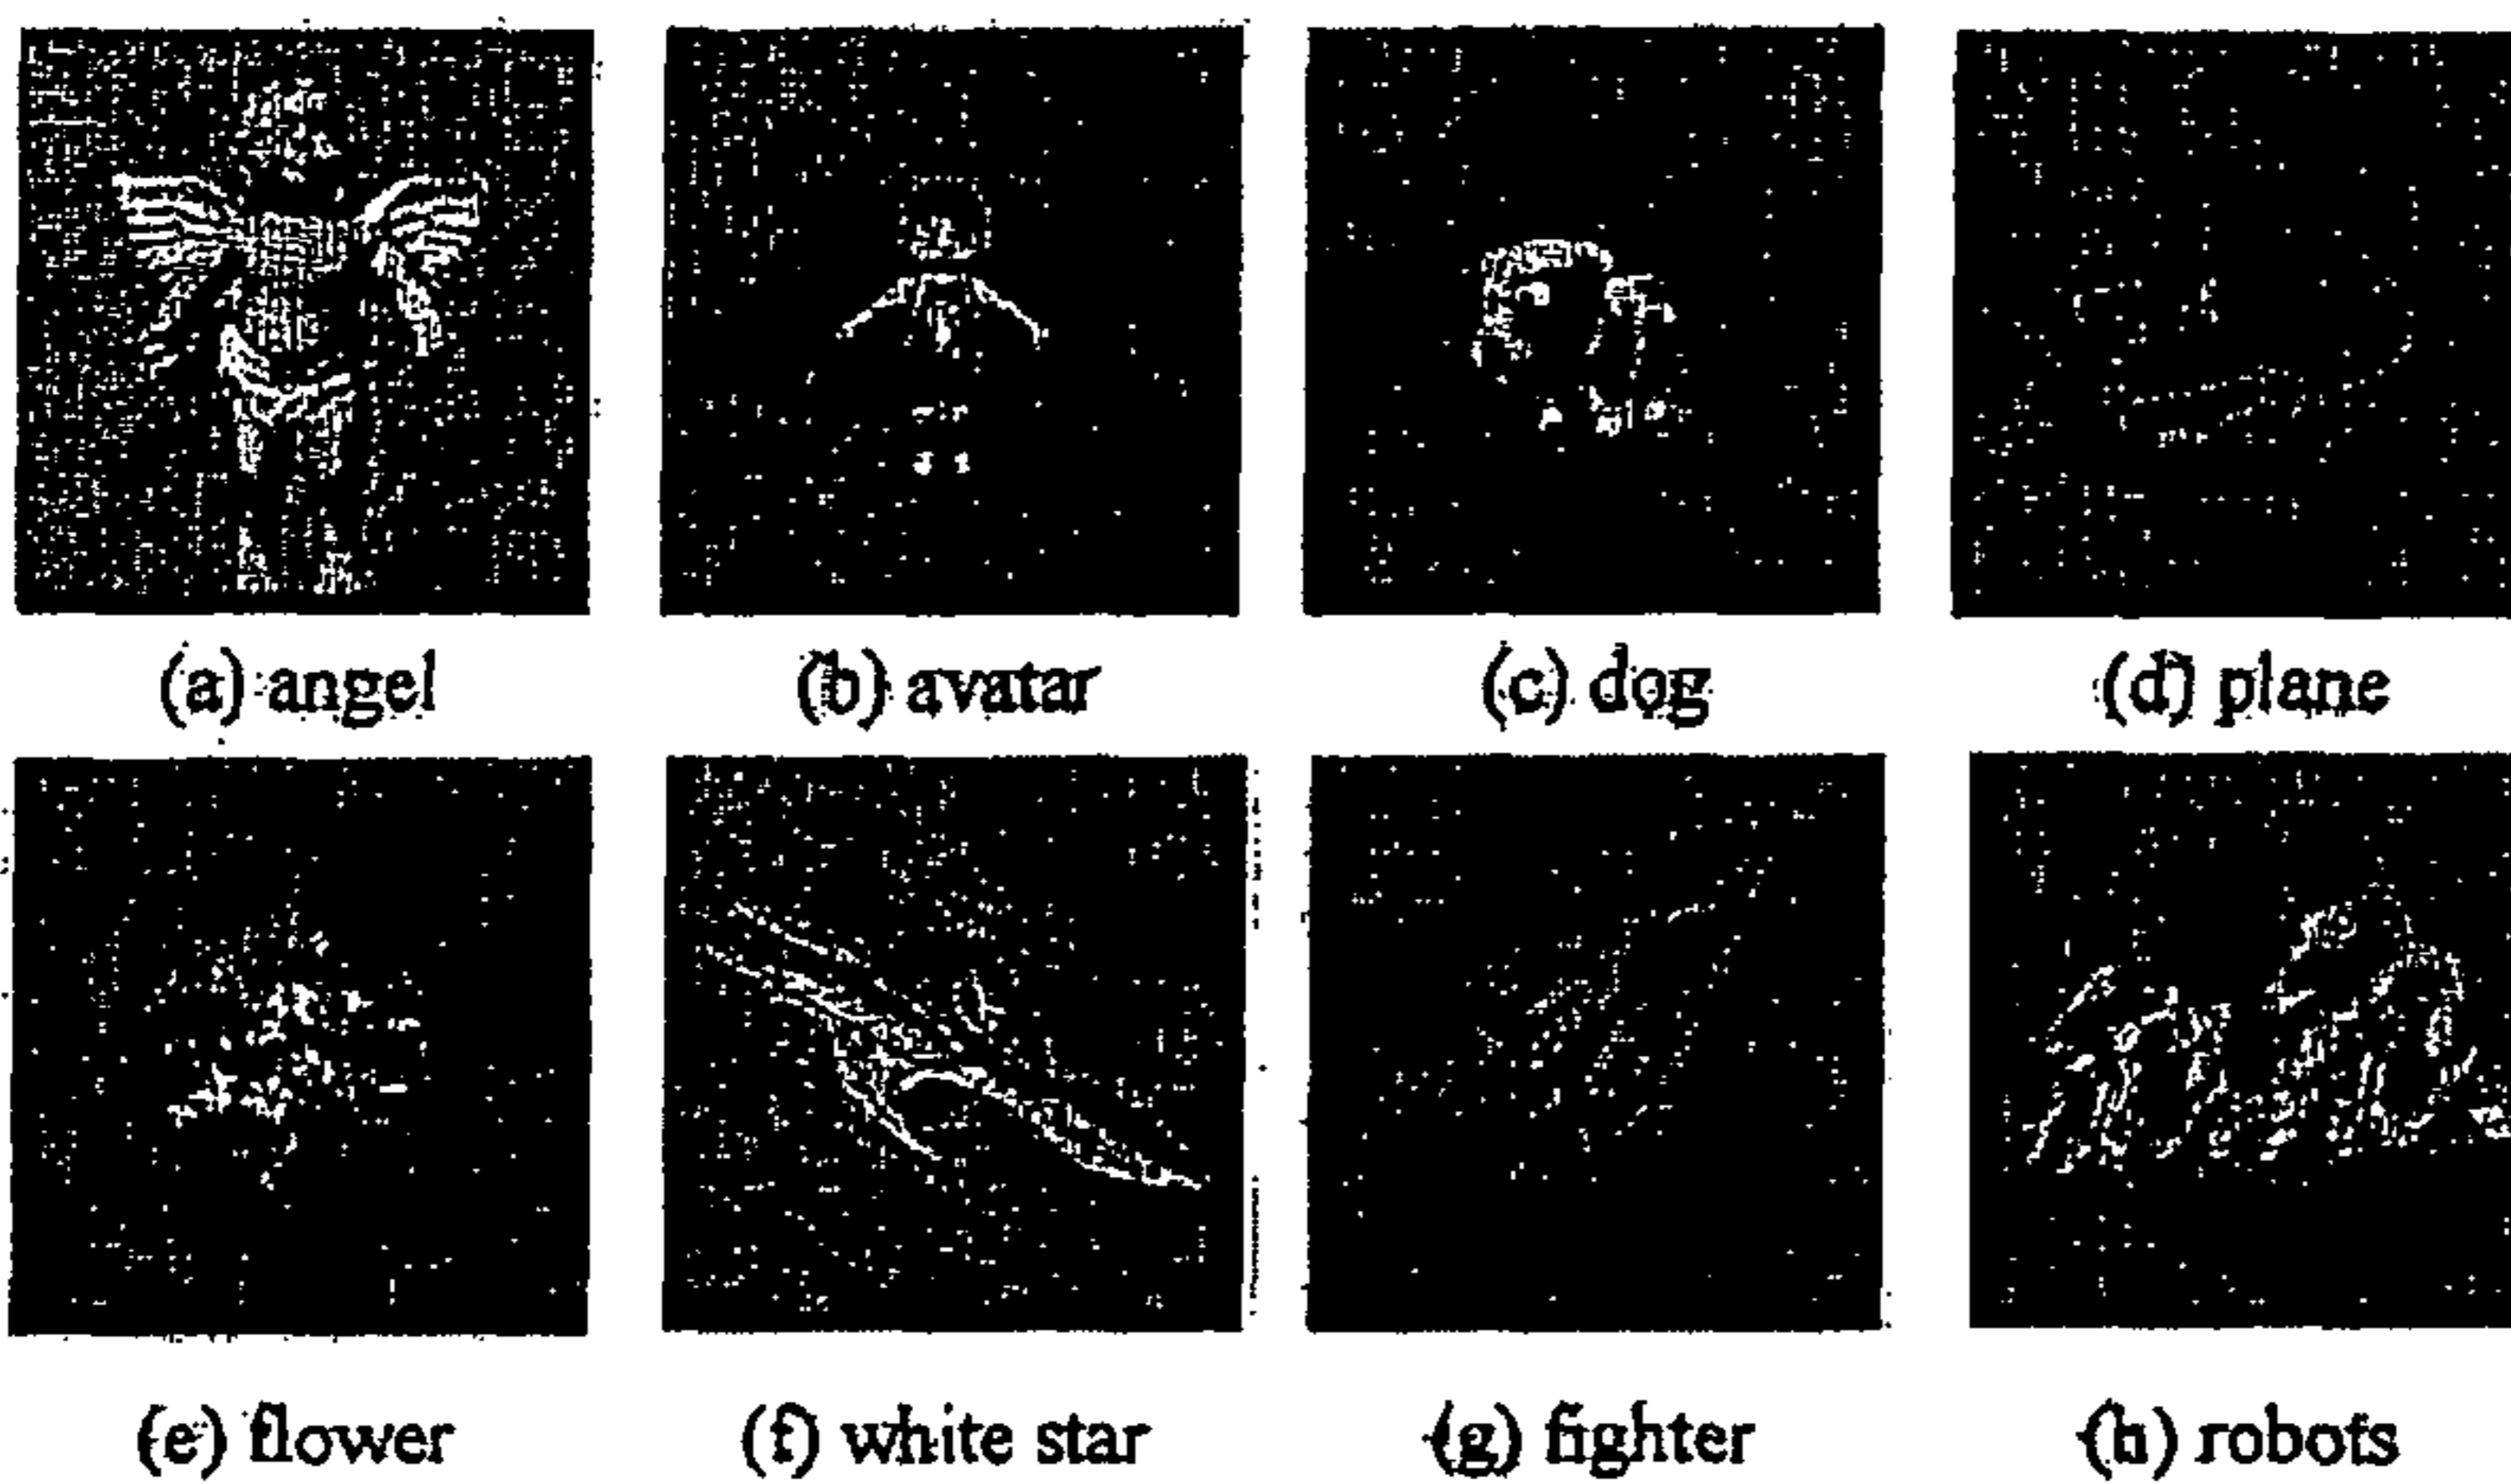 (a) angel
(b) avatar
(c) dog
(d) plane
(e) flower
(f) white star
(g) fighter
(h) robots